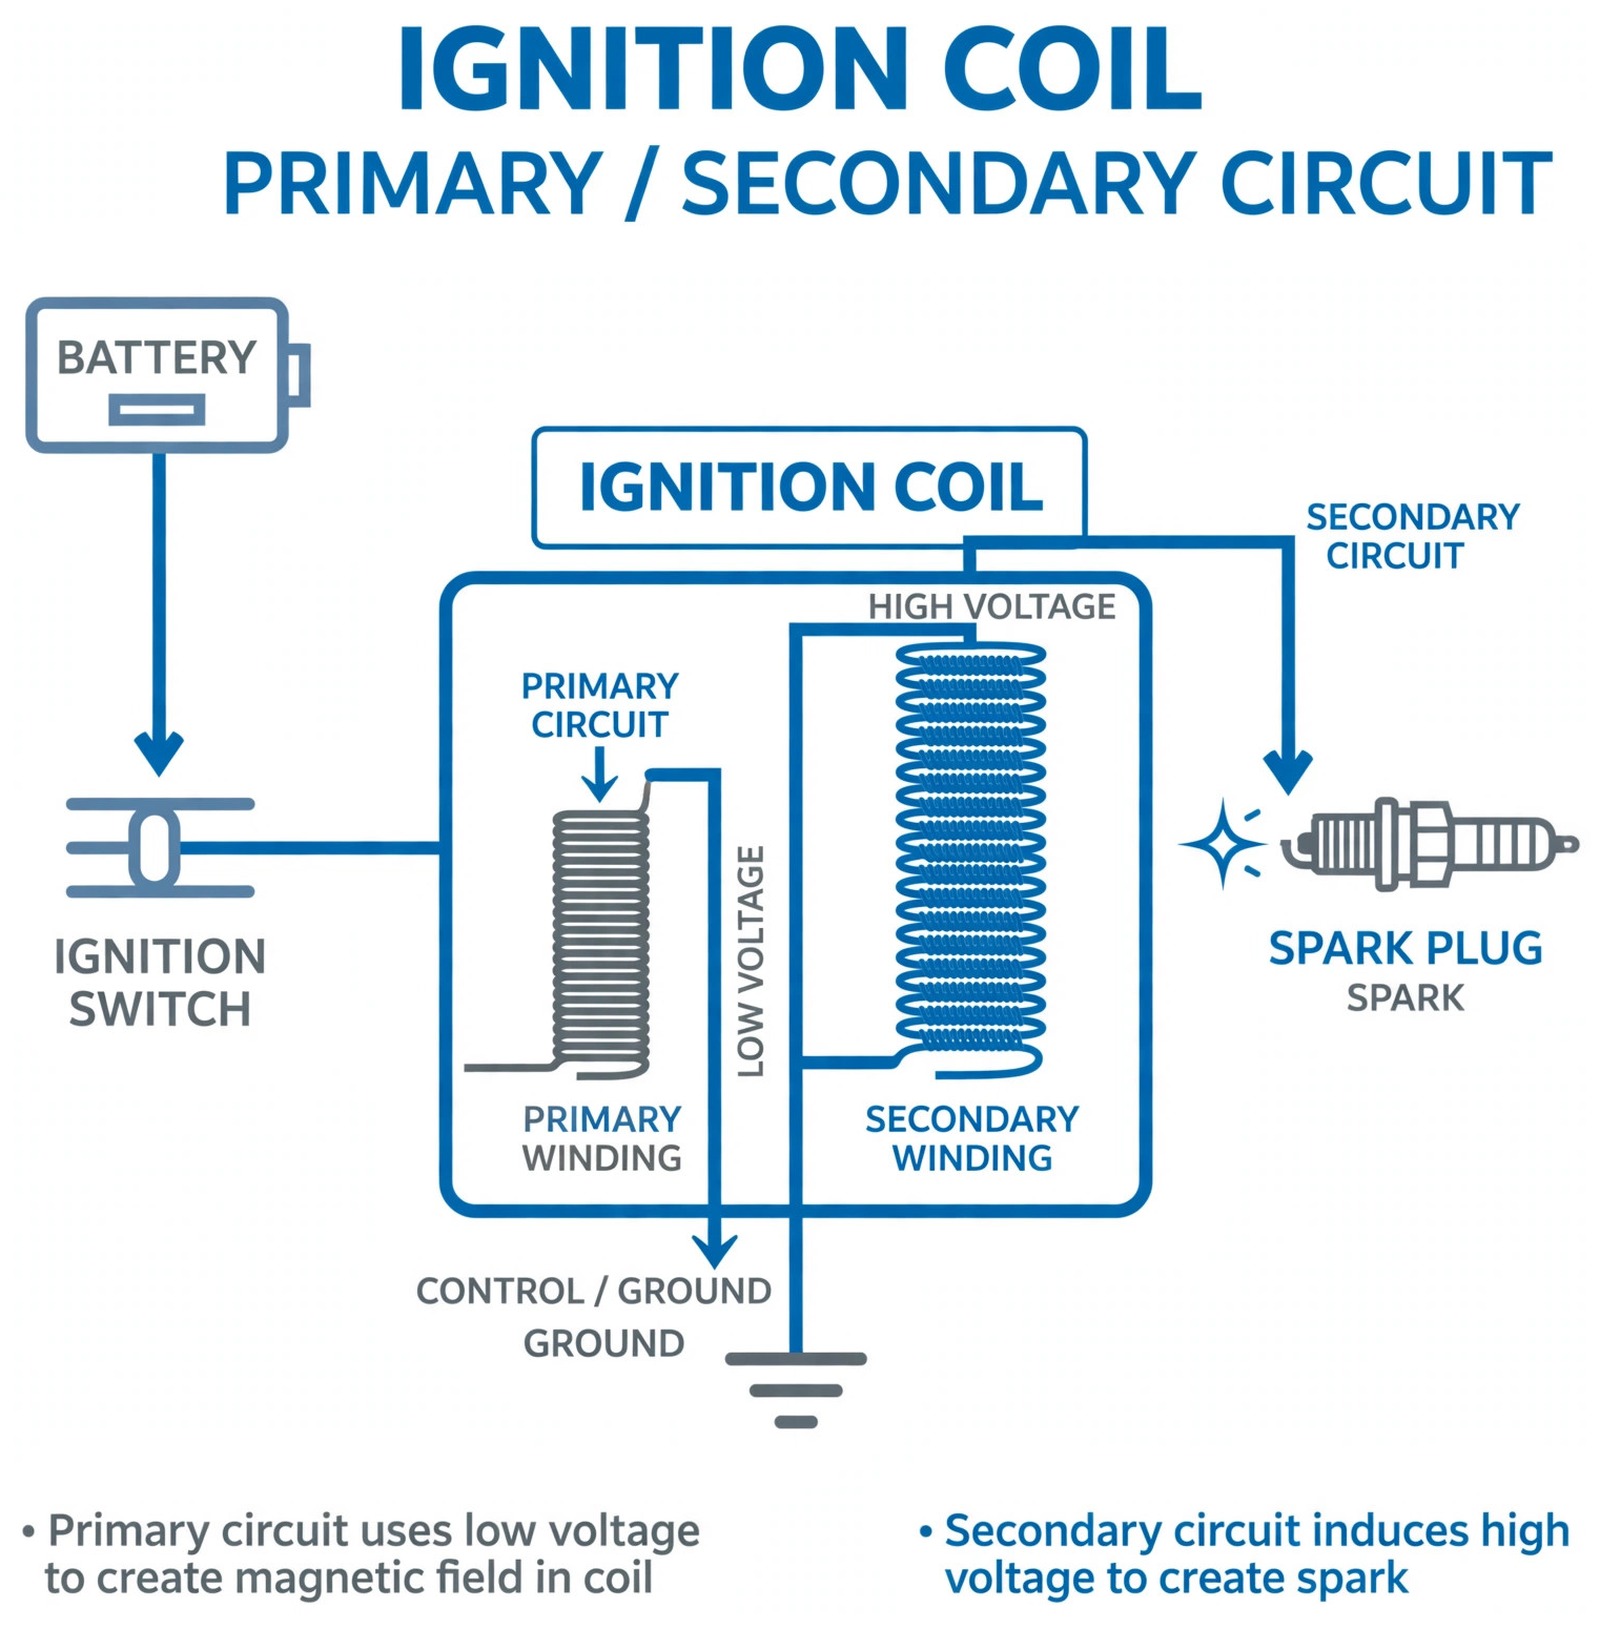 IGNITION COIL
PRIMARY / SECONDARY CIRCUIT
BATTERY
IGNITION COIL
SECONDARY
CIRCUIT
HIGH VOLTAGE
PRIMARY
CIRCUIT
LOW VOLTAGE
IGNITION
SWITCH
SPARK PLUG
SPARK
PRIMARY
WINDING
SECONDARY
WINDING
CONTROL / GROUND
GROUND
• Primary circuit uses low voltage
to create magnetic field in coil
• Secondary circuit induces high
voltage to create spark